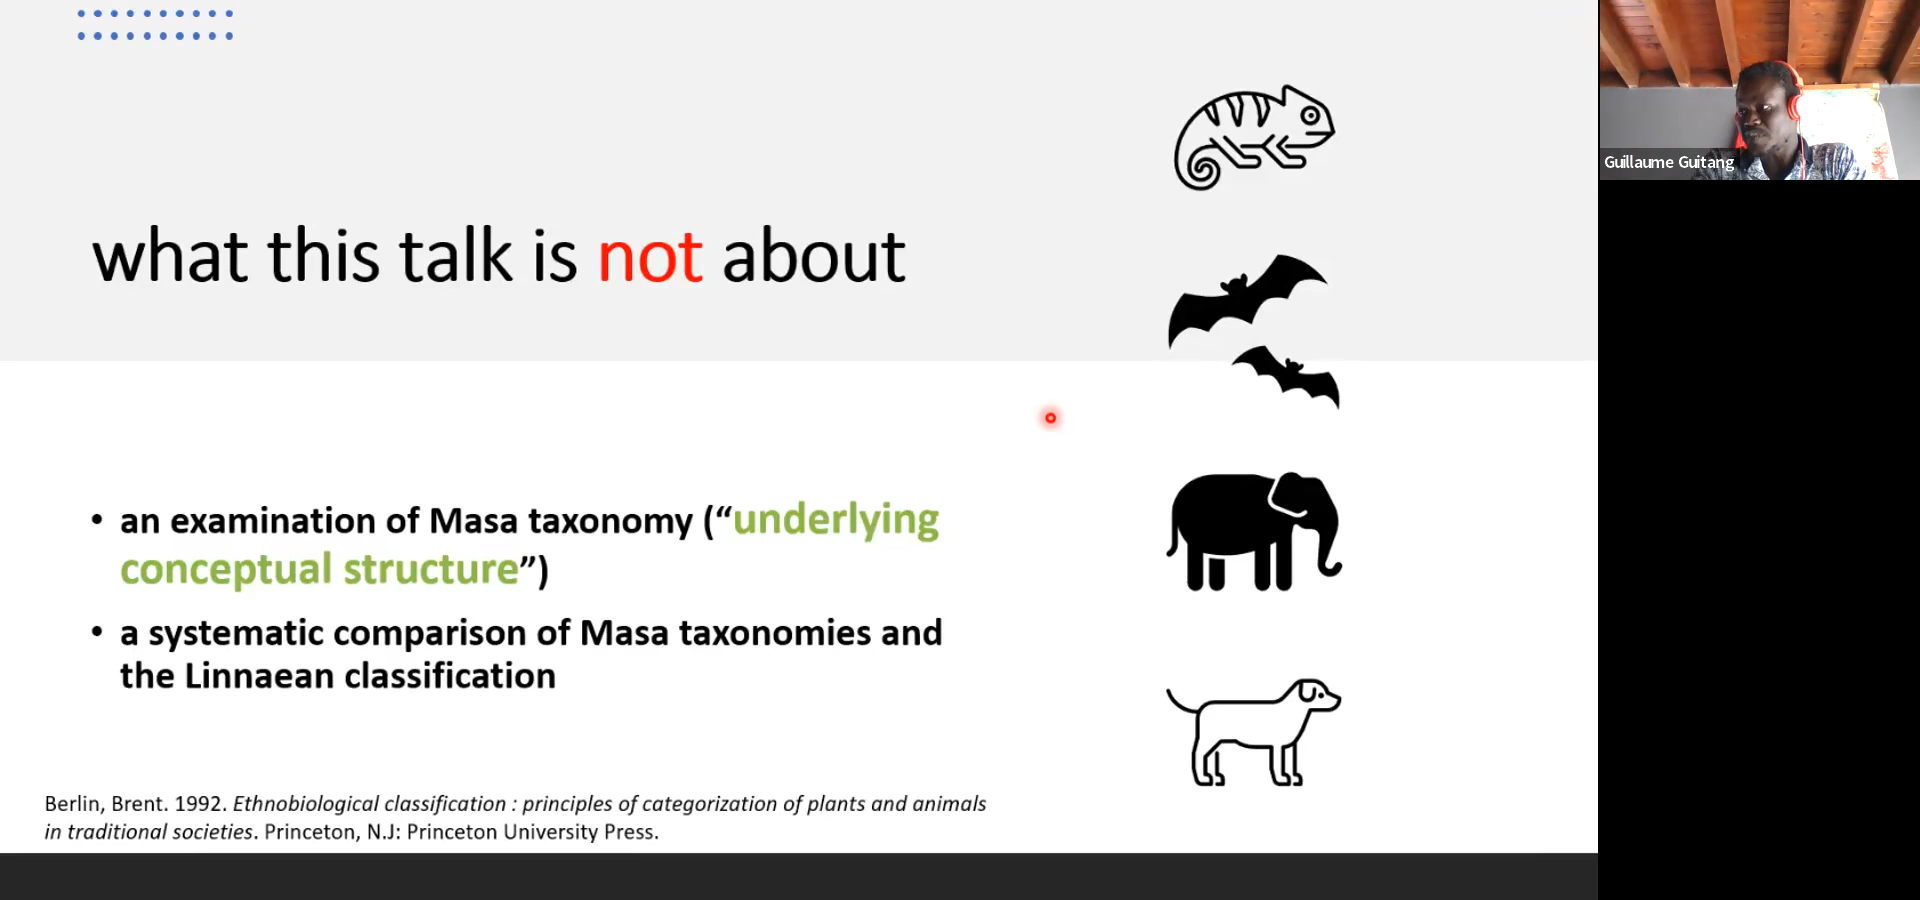 what this talk is not about
• an examination of Masa taxonomy (“underlying
conceptual structure”)
• a systematic comparison of Masa taxonomies and
the Linnaean classification
Berlin, Brent. 1992. Ethnobiological classification : principles of categorization of plants and animals
in traditional societies. Princeton, N.J: Princeton University Press.
Guillaume Guitang